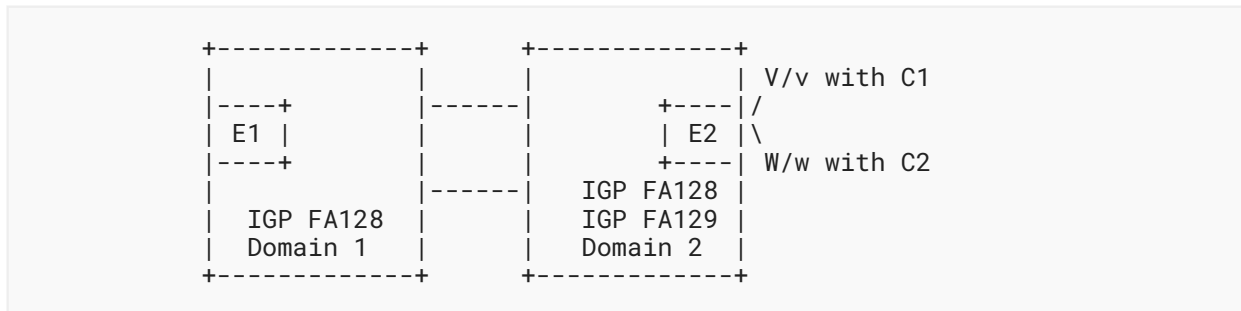 +-------------+      +-------------+
|             |      |             | V/v with C1
|----+        |------|        +----|/
| E1 |        |      |        | E2 |\
|----+        |      |        +----| W/w with C2
|             |------|   IGP FA128 |
|  IGP FA128  |      |   IGP FA129 |
|  Domain 1   |      |   Domain 2  |
+-------------+      +-------------+